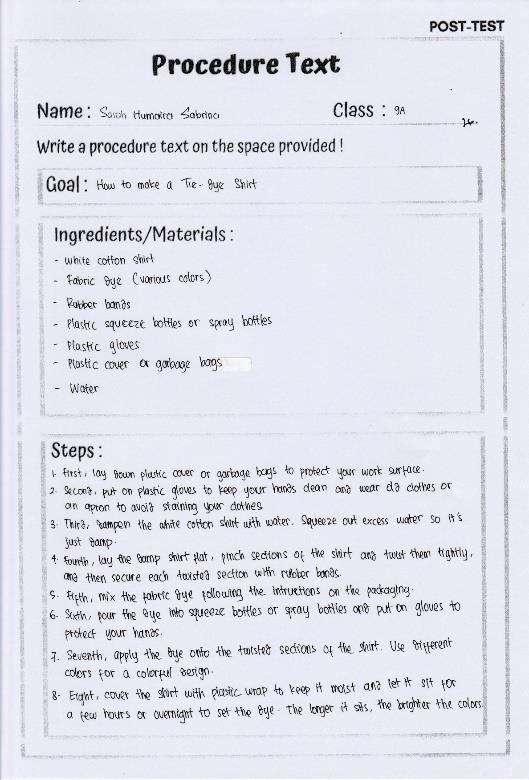 POST-TEST
Procedure Text
Name : Sarah Humaira Sabrina
Class : 9A
Write a procedure text on the space provided !
Goal : How to make a Tie-Dye Shirt
Ingredients/Materials :
- White cotton shirt
- Fabric Dye (various colors)
- Rubber bands
- Plastic squeeze bottles or spray bottles
- Plastic gloves
- Plastic cover or garbage bags
- Water
Steps :
1. First, lay down plastic cover or garbage bags to protect your work surface.
2. Second, put on plastic gloves to keep your hands clean and wear old clothes or
an apron to avoid staining your clothes
3. Third, dampen the white cotton shirt with water. Squeeze out excess water so it's
just damp.
4. Fourth, lay the damp shirt flat, pinch sections of the shirt and twist them tightly,
and then secure each twisted section with rubber bands.
5. Fifth, mix the fabric dye following the intructions on the packaging.
6. Sixth, pour the dye into squeeze bottles or spray bottles and put on gloves to
protect your hands.
7. Seventh, apply the dye onto the twisted sections of the shirt. Use different
colors for a colorful design.
8. Eight, cover the shirt with plastic wrap to keep it moist and let it sit for
a few hours or overnight to set the dye. The longer it sits, the brighter the colors.